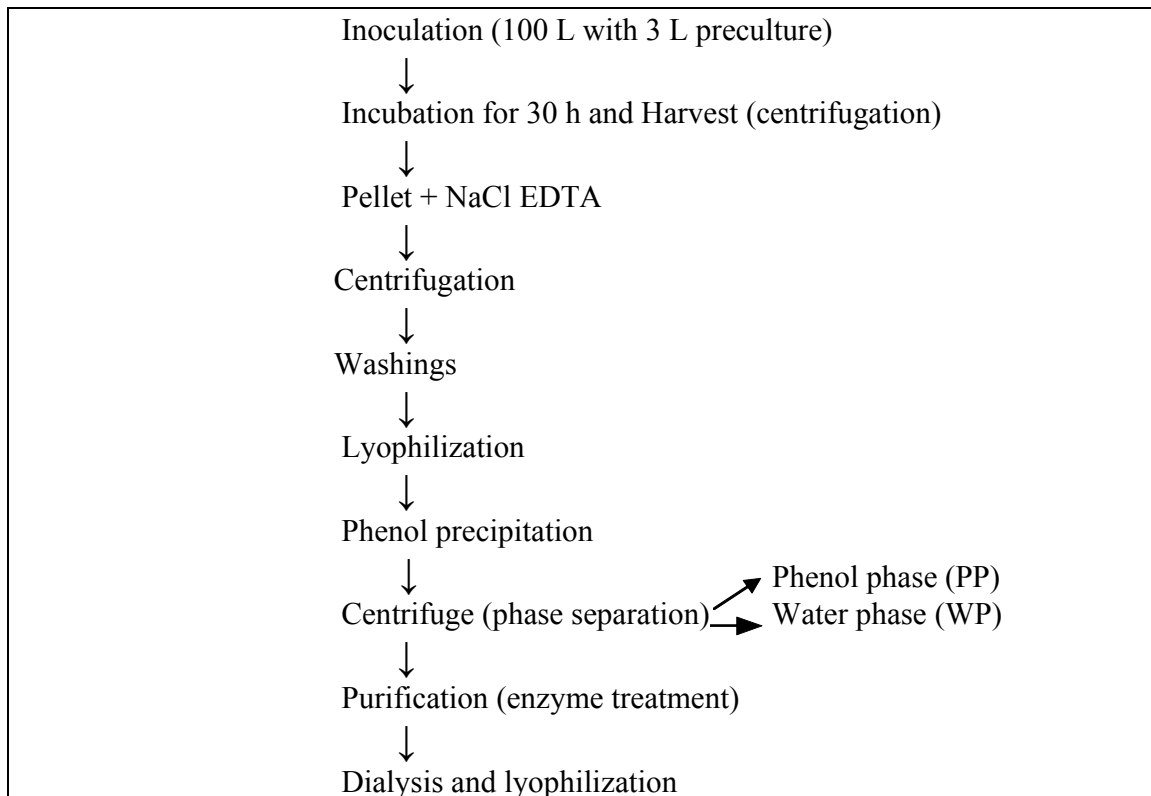 Inoculation (100 L with 3 L preculture)
Incubation for 30 h and Harvest (centrifugation)
Pellet + NaCl EDTA
Centrifugation
Washings
Lyophilization
Phenol precipitation
Phenol phase (PP)
Centrifuge (phase separation)
Water phase (WP)
Purification (enzyme treatment)
Dialysis and lyophilization